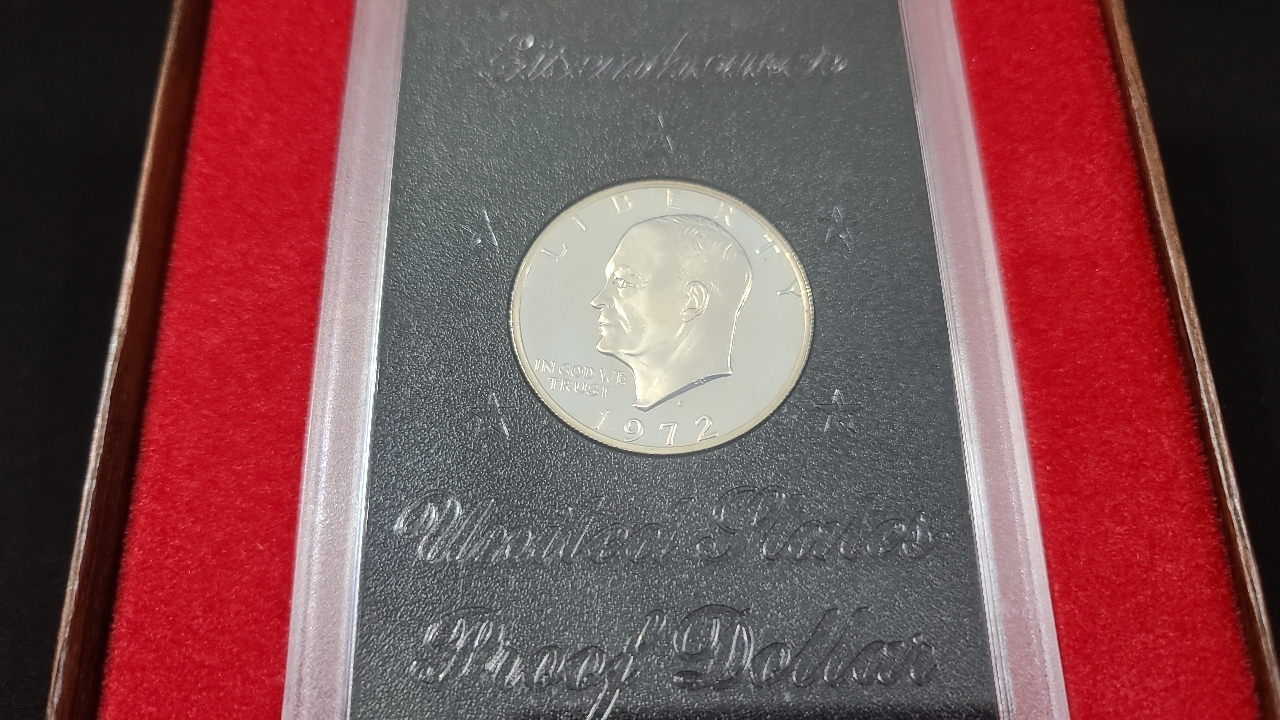 Eisenhower
LIBERTY
IN GOD WE
TRUST
S
1972
United States
Proof Dollar